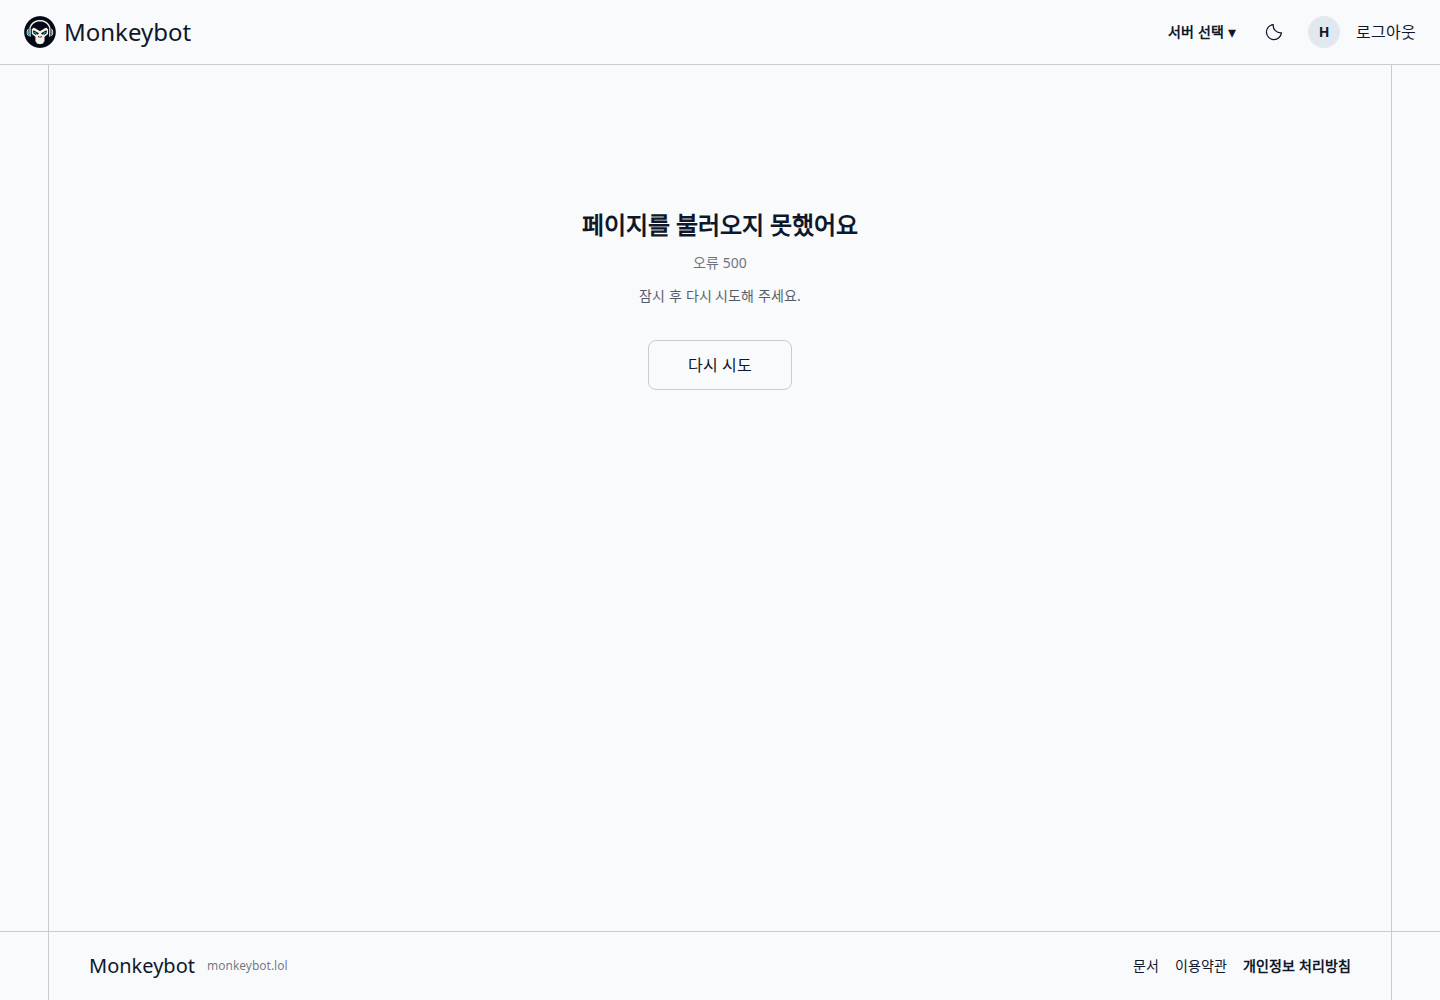 Monkeybot
서버 선택 ▾
H
로그아웃
페이지를 불러오지 못했어요
오류 500
잠시 후 다시 시도해 주세요.
다시 시도
Monkeybot monkeybot.lol
문서 이용약관 개인정보 처리방침